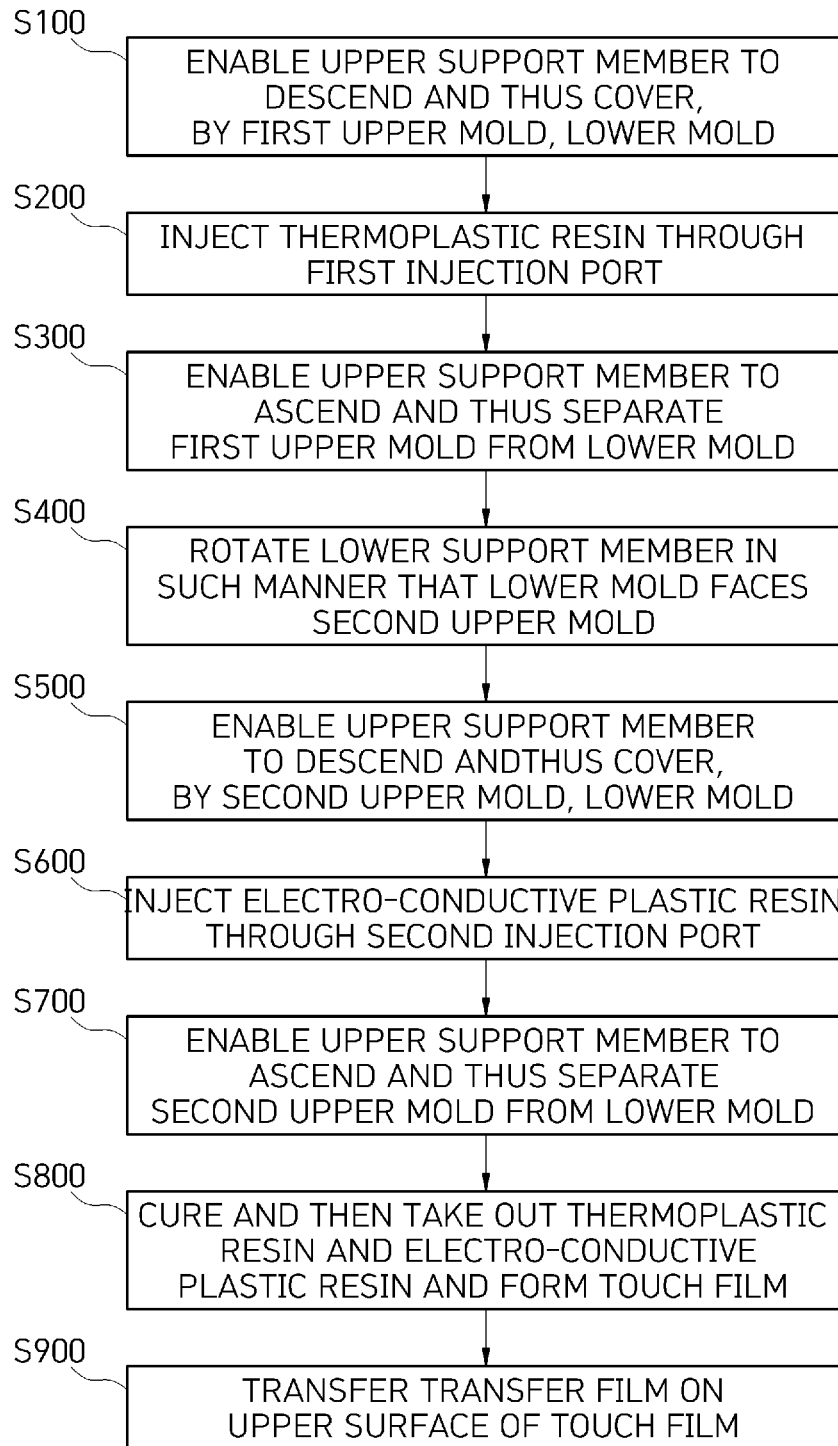 S100
ENABLE UPPER SUPPORT MEMBER TO
DESCEND AND THUS COVER,
BY FIRST UPPER MOLD, LOWER MOLD
S200
INJECT THERMOPLASTIC RESIN THROUGH
FIRST INJECTION PORT
S300
ENABLE UPPER SUPPORT MEMBER TO
ASCEND AND THUS SEPARATE
FIRST UPPER MOLD FROM LOWER MOLD
S400
ROTATE LOWER SUPPORT MEMBER IN
SUCH MANNER THAT LOWER MOLD FACES
SECOND UPPER MOLD
S500
ENABLE UPPER SUPPORT MEMBER
TO DESCEND ANDTHUS COVER,
BY SECOND UPPER MOLD, LOWER MOLD
S600
INJECT ELECTRO-CONDUCTIVE PLASTIC RESIN
THROUGH SECOND INJECTION PORT
S700
ENABLE UPPER SUPPORT MEMBER TO
ASCEND AND THUS SEPARATE
SECOND UPPER MOLD FROM LOWER MOLD
S800
CURE AND THEN TAKE OUT THERMOPLASTIC
RESIN AND ELECTRO-CONDUCTIVE
PLASTIC RESIN AND FORM TOUCH FILM
S900
TRANSFER TRANSFER FILM ON
UPPER SURFACE OF TOUCH FILM